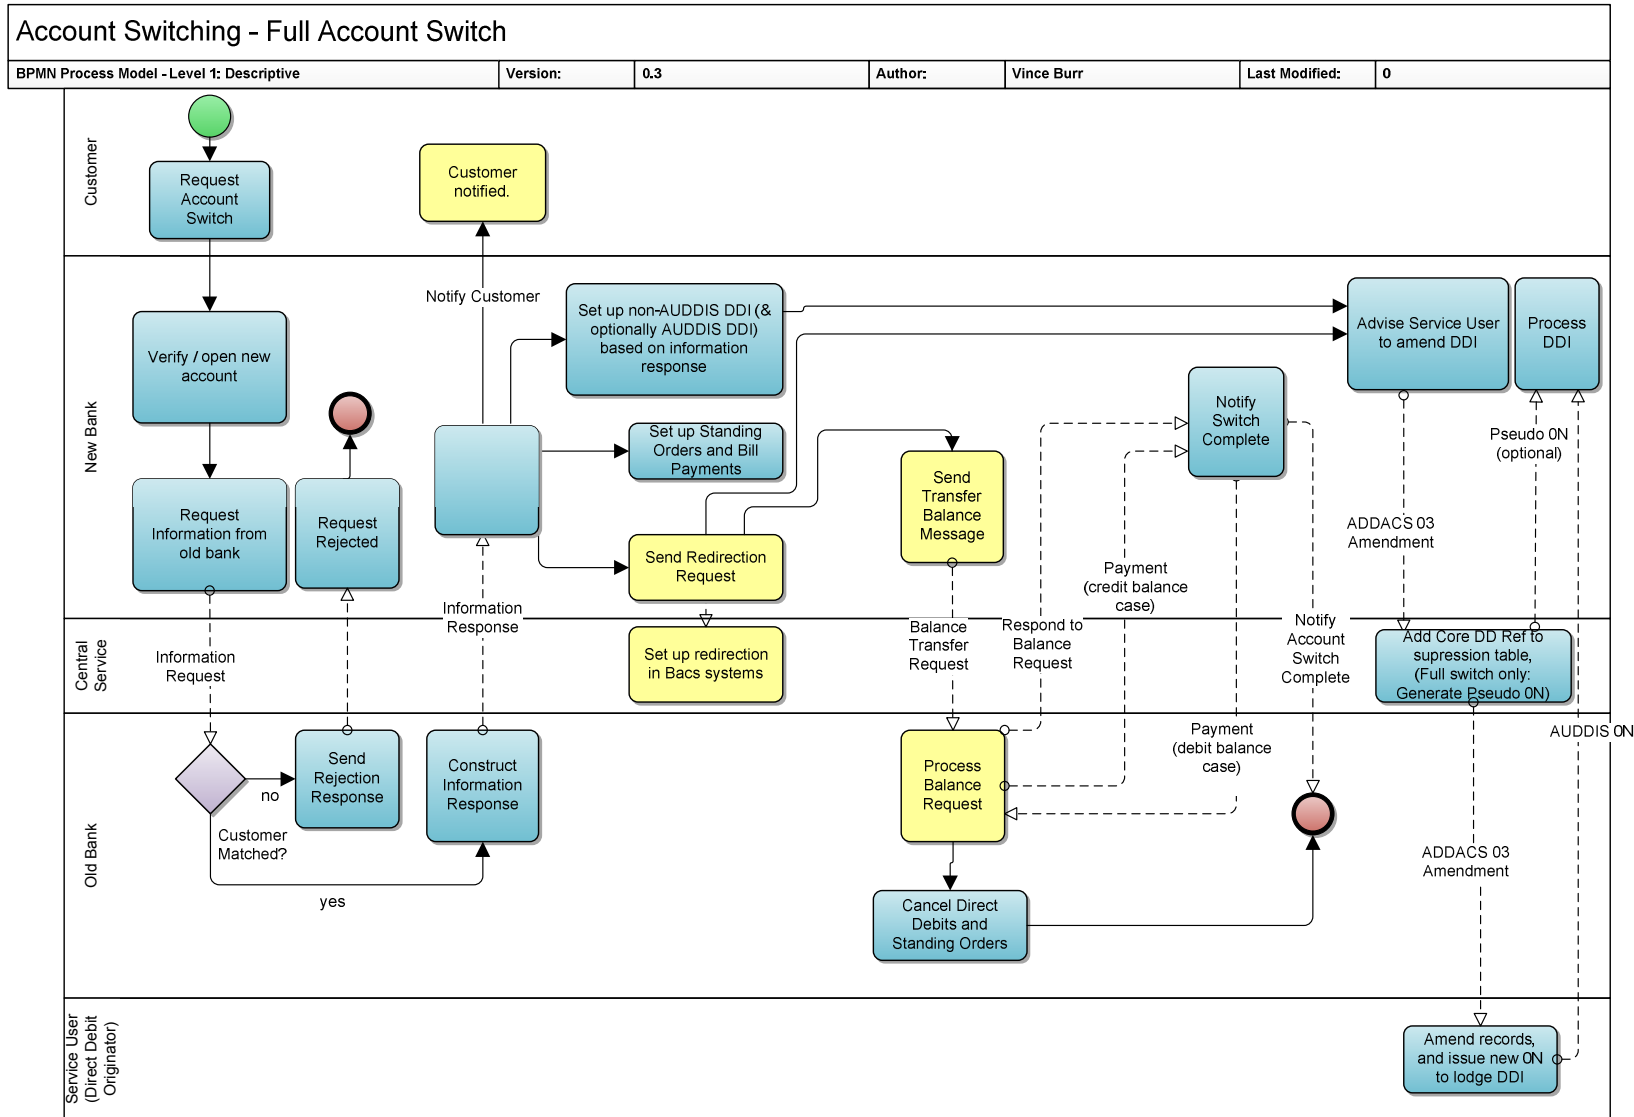 Account Switching - Full Account Switch
BPMN Process Model - Level 1: Descriptive
Version:
0.3
Author:
Vince Burr
Last Modified:
0
Customer
Request
Account
Switch
Customer
notified.
New Bank
Notify Customer
Verify / open new
account
Request
Information from
old bank
Request
Rejected
Set up non-AUDDIS DDI (&
optionally AUDDIS DDI)
based on information
response
Set up Standing
Orders and Bill
Payments
Send Redirection
Request
Send
Transfer
Balance
Message
Notify
Switch
Complete
Advise Service User
to amend DDI
Process
DDI
Pseudo 0N
(optional)
ADDACS 03
Amendment
Payment
(credit balance
case)
Information
Response
Central
Service
Information
Request
Set up redirection
in Bacs systems
Balance
Transfer
Request
Respond to
Balance
Request
Notify
Account
Switch
Complete
Add Core DD Ref to
supression table,
(Full switch only:
Generate Pseudo 0N)
Old Bank
Customer
Matched?
no
yes
Send
Rejection
Response
Construct
Information
Response
Process
Balance
Request
Payment
(debit balance
case)
AUDDIS 0N
Cancel Direct
Debits and
Standing Orders
ADDACS 03
Amendment
Service User
(Direct Debit
Originator)
Amend records,
and issue new 0N
to lodge DDI